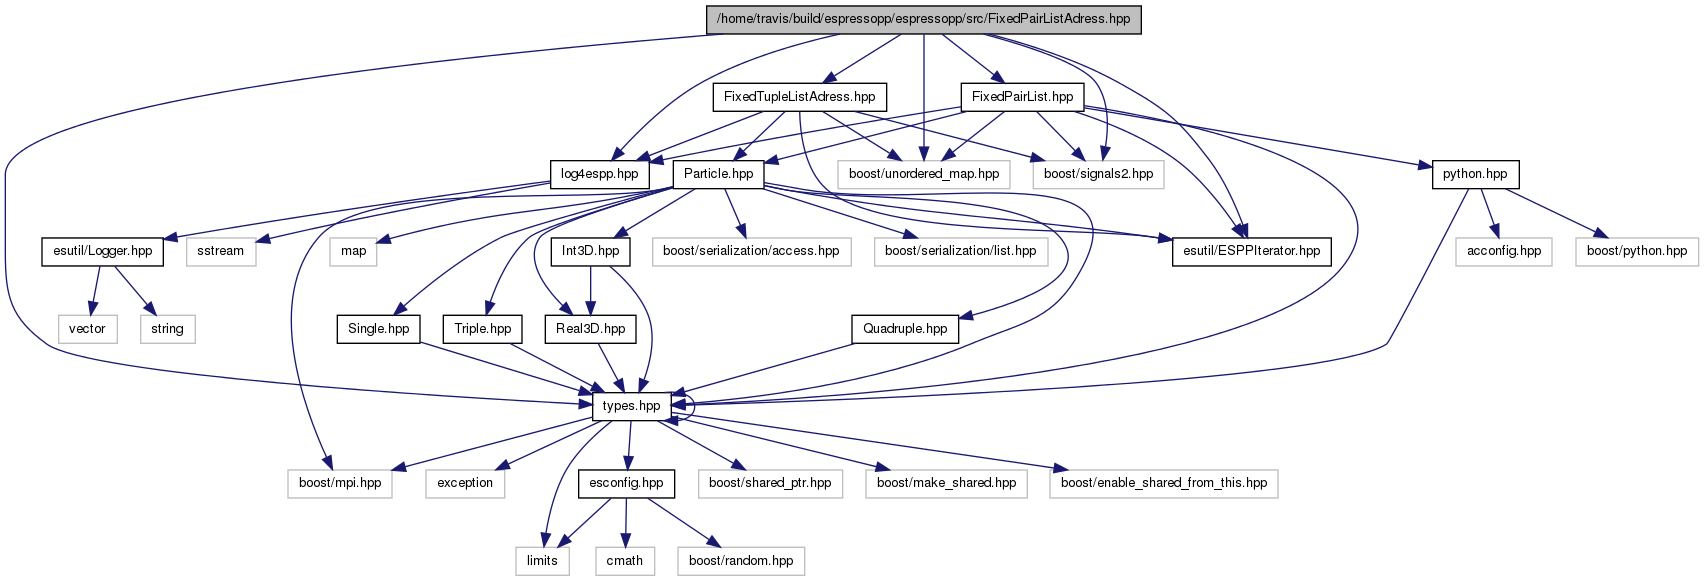 /home/travis/build/espressopp/espressopp/src/FixedPairListAdress.hpp
FixedTupleListAdress.hpp
FixedPairList.hpp
log4espp.hpp
Particle.hpp
boost/unordered_map.hpp
boost/signals2.hpp
python.hpp
esutil/Logger.hpp
sstream
map
Int3D.hpp
boost/serialization/access.hpp
boost/serialization/list.hpp
esutil/ESPPIterator.hpp
acconfig.hpp
boost/python.hpp
vector
string
Single.hpp
Triple.hpp
Real3D.hpp
Quadruple.hpp
types.hpp
boost/mpi.hpp
exception
esconfig.hpp
boost/shared_ptr.hpp
boost/make_shared.hpp
boost/enable_shared_from_this.hpp
limits
cmath
boost/random.hpp